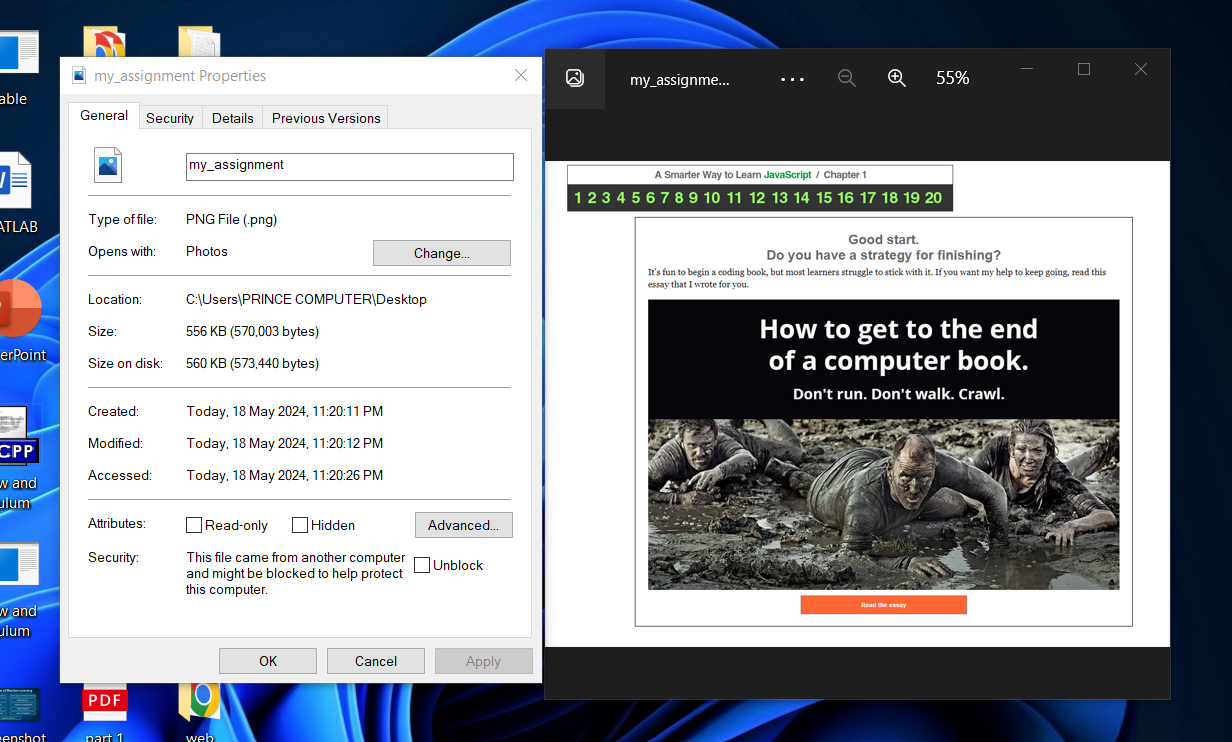 able
ATLAB
erPoint
CPP
w and
ulum
w and
ulum
eenshot
PDF
part 1
web
my_assignment Properties
General
Security
Details
Previous Versions
my_assignment
Type of file: PNG File (.png)
Opens with: Photos
Change...
Location: C:\Users\PRINCE COMPUTER\Desktop
Size: 556 KB (570,003 bytes)
Size on disk: 560 KB (573,440 bytes)
Created: Today, 18 May 2024, 11:20:11 PM
Modified: Today, 18 May 2024, 11:20:12 PM
Accessed: Today, 18 May 2024, 11:20:26 PM
Attributes: Read-only Hidden
Advanced...
Security: This file came from another computer
and might be blocked to help protect
this computer.
Unblock
OK Cancel Apply
my_assignme...
55%
A Smarter Way to Learn JavaScript / Chapter 1
1 2 3 4 5 6 7 8 9 10 11 12 13 14 15 16 17 18 19 20
Good start.
Do you have a strategy for finishing?
It's fun to begin a coding book, but most learners struggle to stick with it. If you want my help to keep going, read this
essay that I wrote for you.
How to get to the end
of a computer book.
Don't run. Don't walk. Crawl.
Read the essay